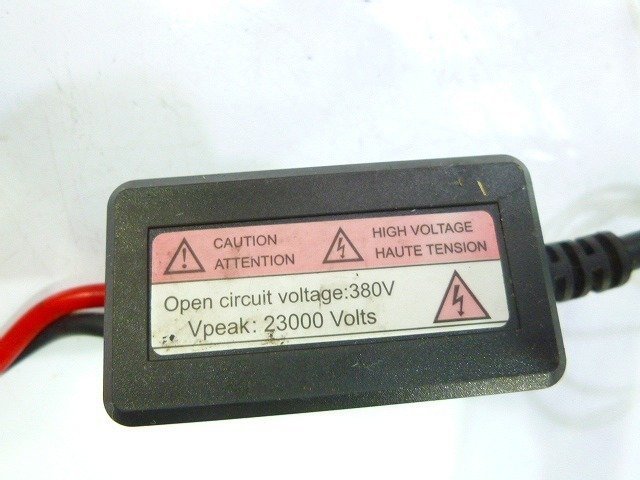 CAUTION
ATTENTION
HIGH VOLTAGE
HAUTE TENSION
Open circuit voltage:380V
Vpeak: 23000 Volts